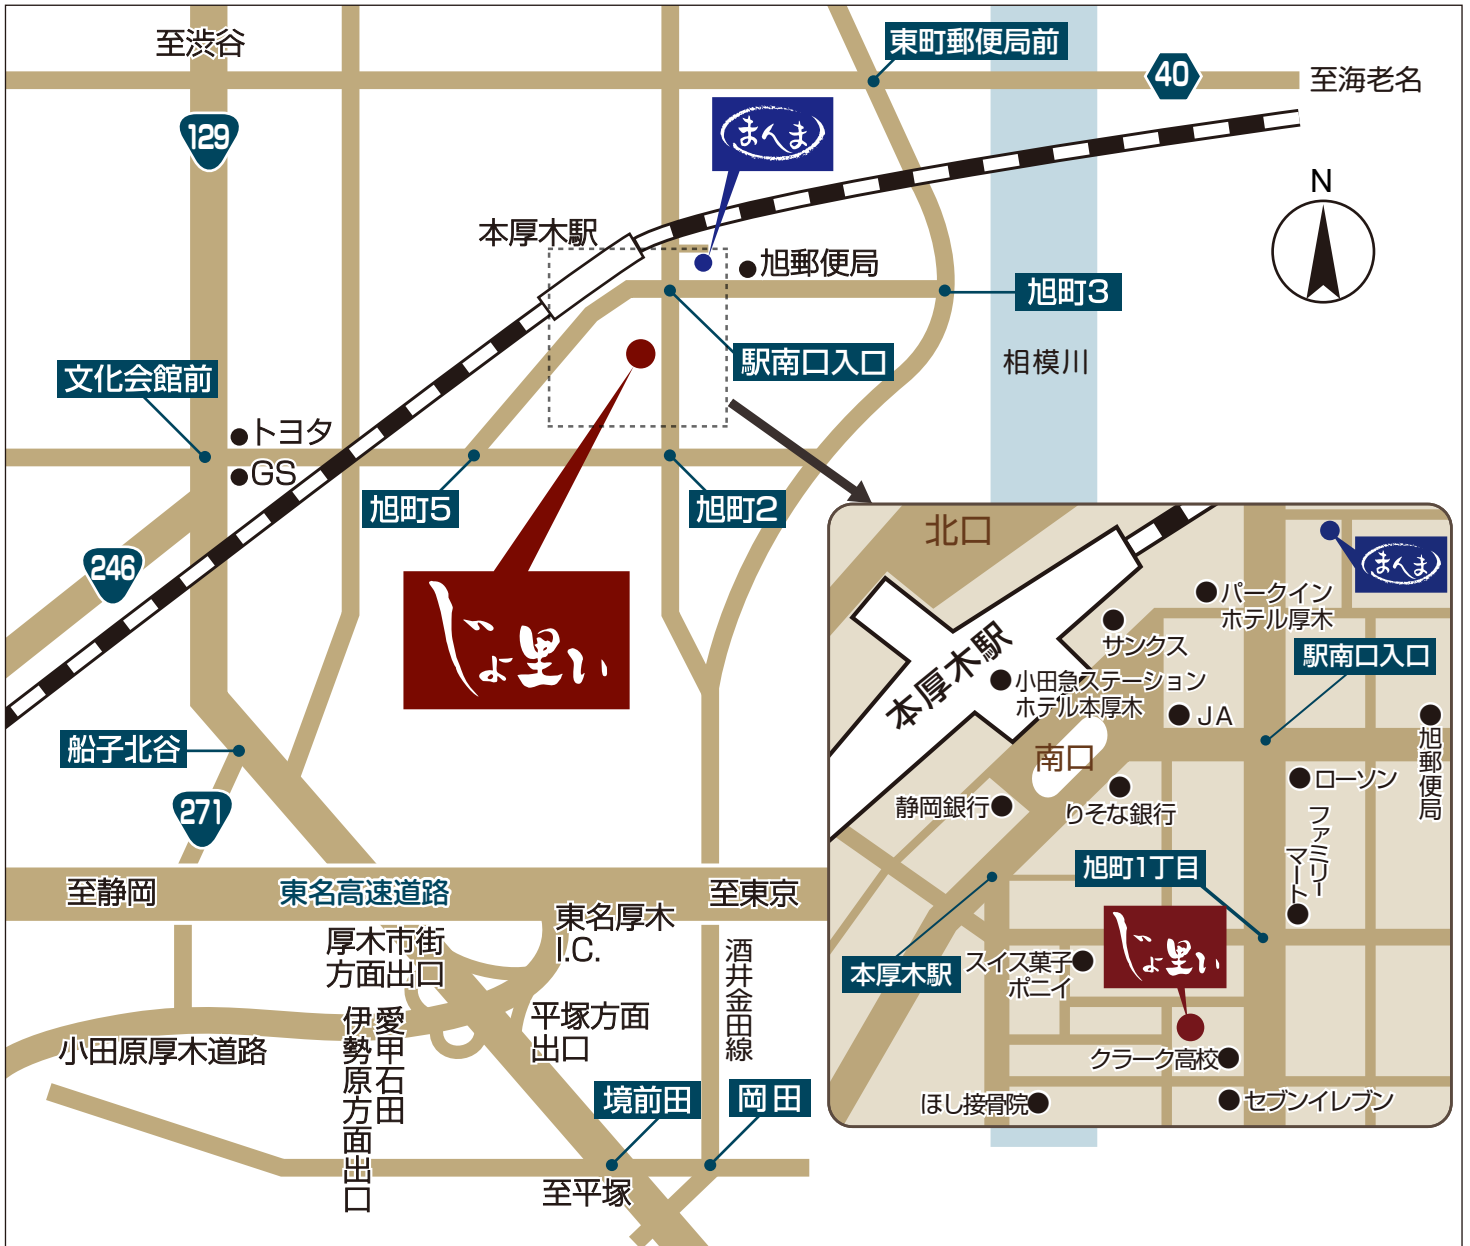 至渋谷
東町郵便局前
40
至海老名
129
まんま
N
本厚木駅
旭郵便局
旭町3
駅南口入口
相模川
文化会館前
トヨタ
GS
旭町5
旭町2
246
じょ里い
船子北谷
271
至静岡
東名高速道路
至東京
厚木市街
方面出口
東名厚木
I.C.
酒井金田線
平塚方面
出口
愛甲石田
伊勢原方面出口
小田原厚木道路
境前田
岡田
至平塚
北口
まんま
パークイン
ホテル厚木
サンクス
駅南口入口
本厚木駅
小田急ステーション
ホテル本厚木
JA
旭郵便局
南口
ローソン
静岡銀行
りそな銀行
ファミリー
マート
旭町1丁目
じょ里い
本厚木駅
スイス菓子
ポニイ
クラーク高校
ほし接骨院
セブンイレブン